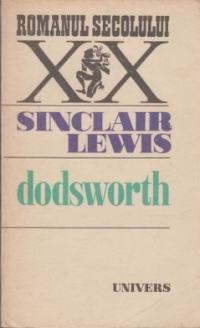 ROMANUL SECOLULUI
XX
SINCLAIR
LEWIS
dodsworth
UNIVERS